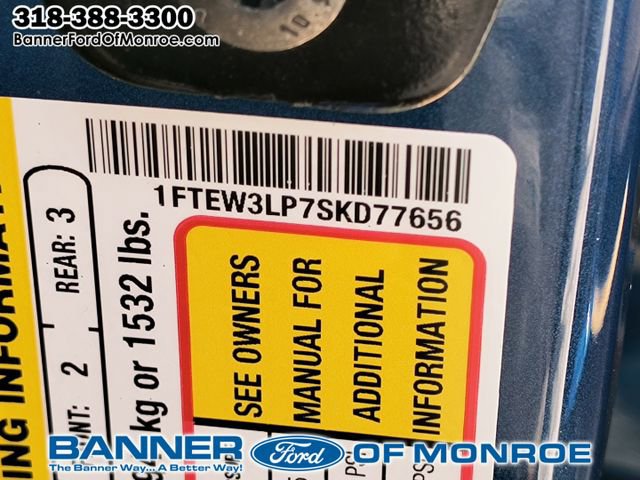 318-388-3300
BannerFordOfMonroe.com
10
1FTEW3LP7SKD77656
REAR: 3
2
kg or 1532 lbs.
SEE OWNERS
MANUAL FOR
ADDITIONAL
INFORMATION
BANNER Ford OF MONROE
The Banner Way... A Better Way!